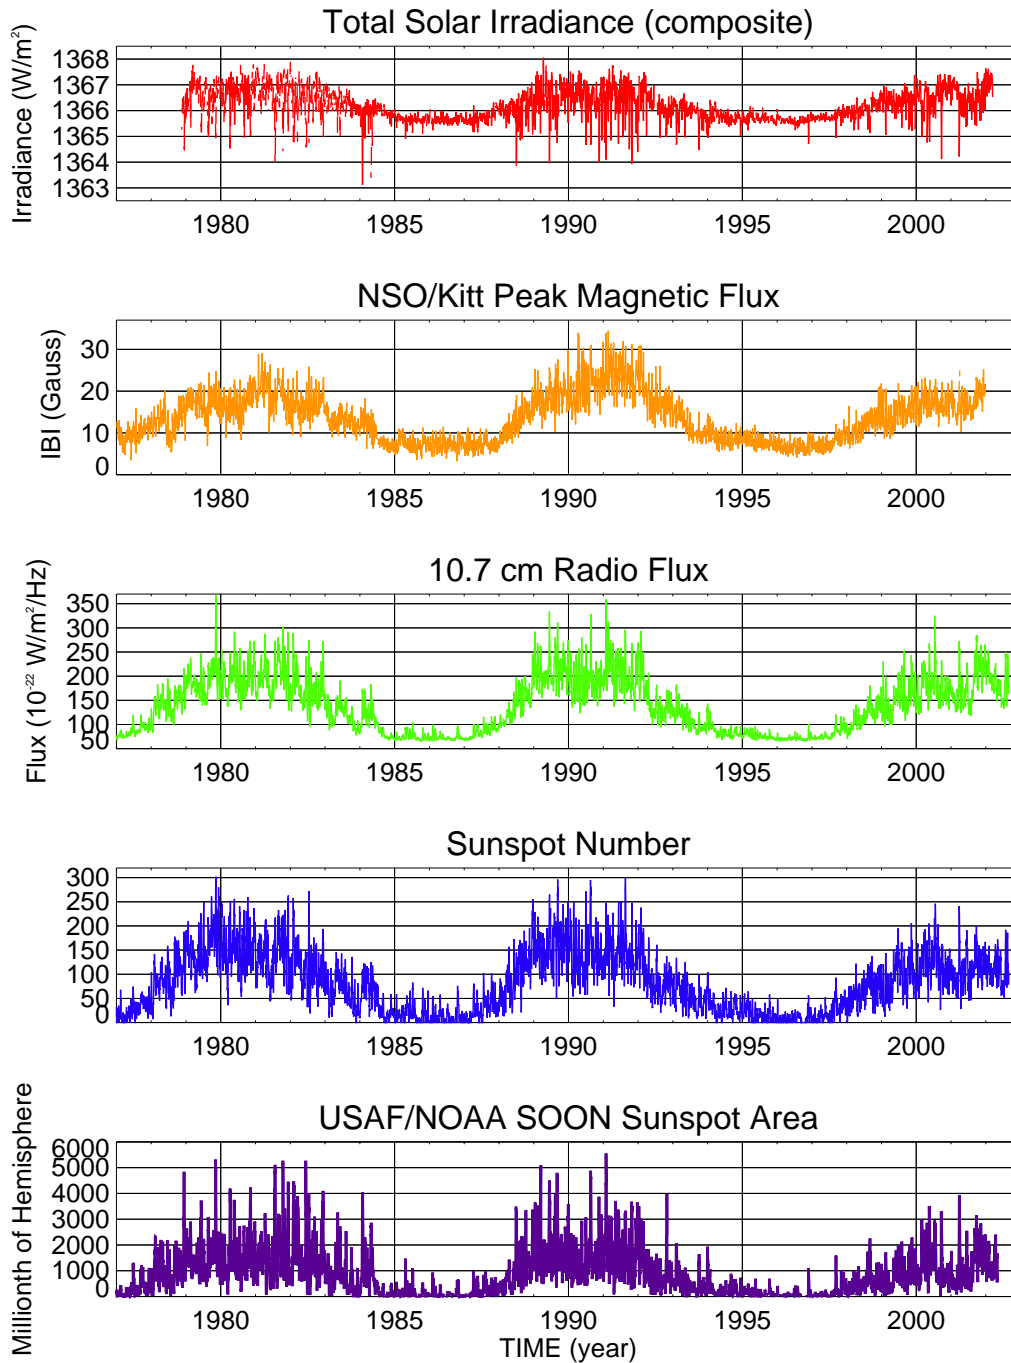 Total Solar Irradiance (composite)
Irradiance (W/m²)
1368
1367
1366
1365
1364
1363
1980 1985 1990 1995 2000
NSO/Kitt Peak Magnetic Flux
IBI (Gauss)
30
20
10
0
1980 1985 1990 1995 2000
10.7 cm Radio Flux
Flux (10⁻²² W/m²/Hz)
350
300
250
200
150
100
50
1980 1985 1990 1995 2000
Sunspot Number
300
250
200
150
100
50
0
1980 1985 1990 1995 2000
USAF/NOAA SOON Sunspot Area
Millionth of Hemisphere
6000
5000
4000
3000
2000
1000
0
1980 1985 1990 1995 2000
TIME (year)